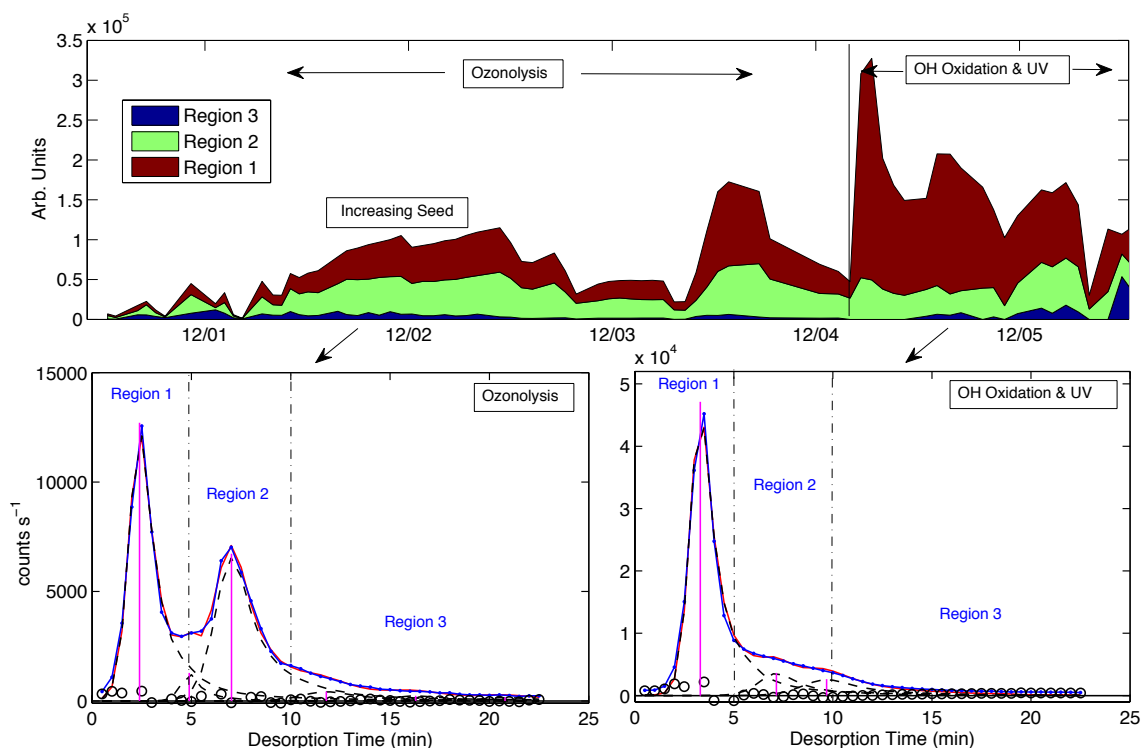 x 10^5
3.5
3
2.5
2
1.5
1
0.5
0
Arb. Units
Ozonolysis
OH Oxidation & UV
Region 3
Region 2
Region 1
Increasing Seed
12/01 12/02 12/03 12/04 12/05
15000
10000
5000
0
counts s⁻¹
Region 1
Ozonolysis
Region 2
Region 3
0 5 10 15 20 25
Desorption Time (min)
x 10^4
5
4
3
2
1
0
Region 1
OH Oxidation & UV
Region 2
Region 3
0 5 10 15 20 25
Desorption Time (min)